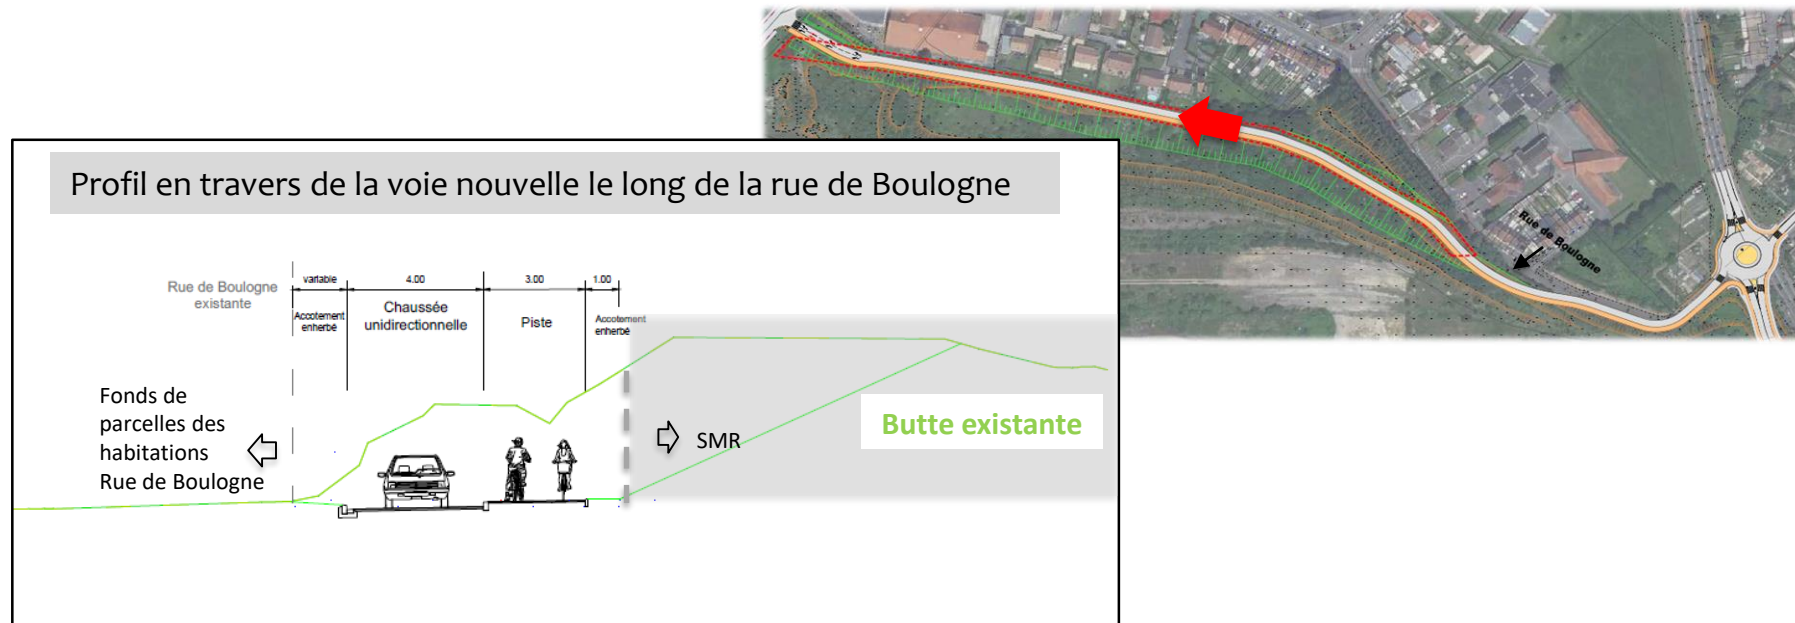 Rue de Boulogne
Profil en travers de la voie nouvelle le long de la rue de Boulogne
Rue de Boulogne
existante
variable
4.00
3.00
1.00
Accotement
enherbé
Chaussée
unidirectionnelle
Piste
Accotement
enherbé
Fonds de
parcelles des
habitations
Rue de Boulogne
SMR
Butte existante